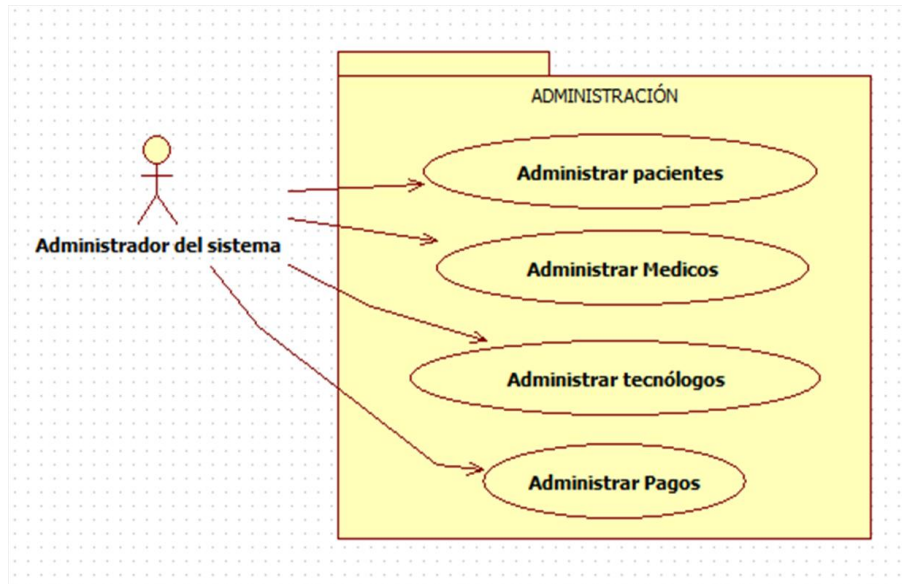 ADMINISTRACIÓN
Administrar pacientes
Administrador del sistema
Administrar Medicos
Administrar tecnólogos
Administrar Pagos